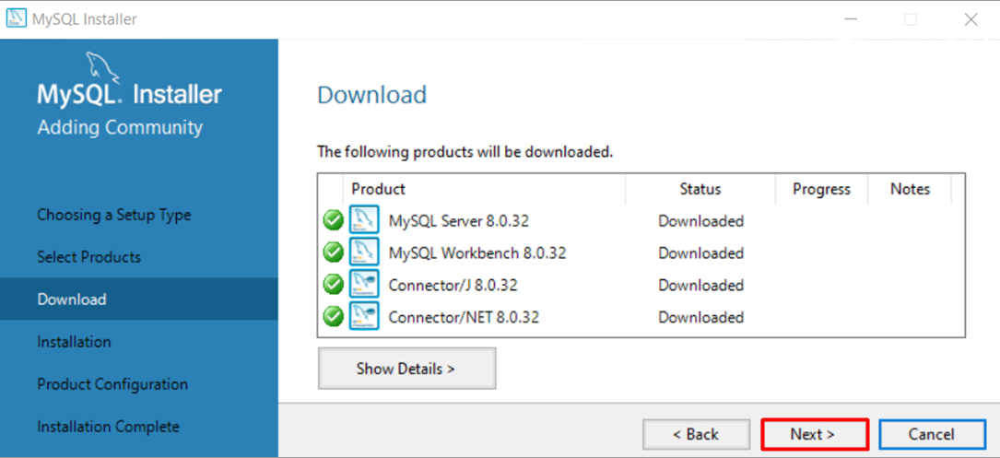 MySQL Installer
MySQL. Installer
Adding Community
Choosing a Setup Type
Select Products
Download
Installation
Product Configuration
Installation Complete
Download
The following products will be downloaded.
Product Status Progress Notes
MySQL Server 8.0.32 Downloaded
MySQL Workbench 8.0.32 Downloaded
Connector/J 8.0.32 Downloaded
Connector/NET 8.0.32 Downloaded
Show Details >
< Back Next > Cancel